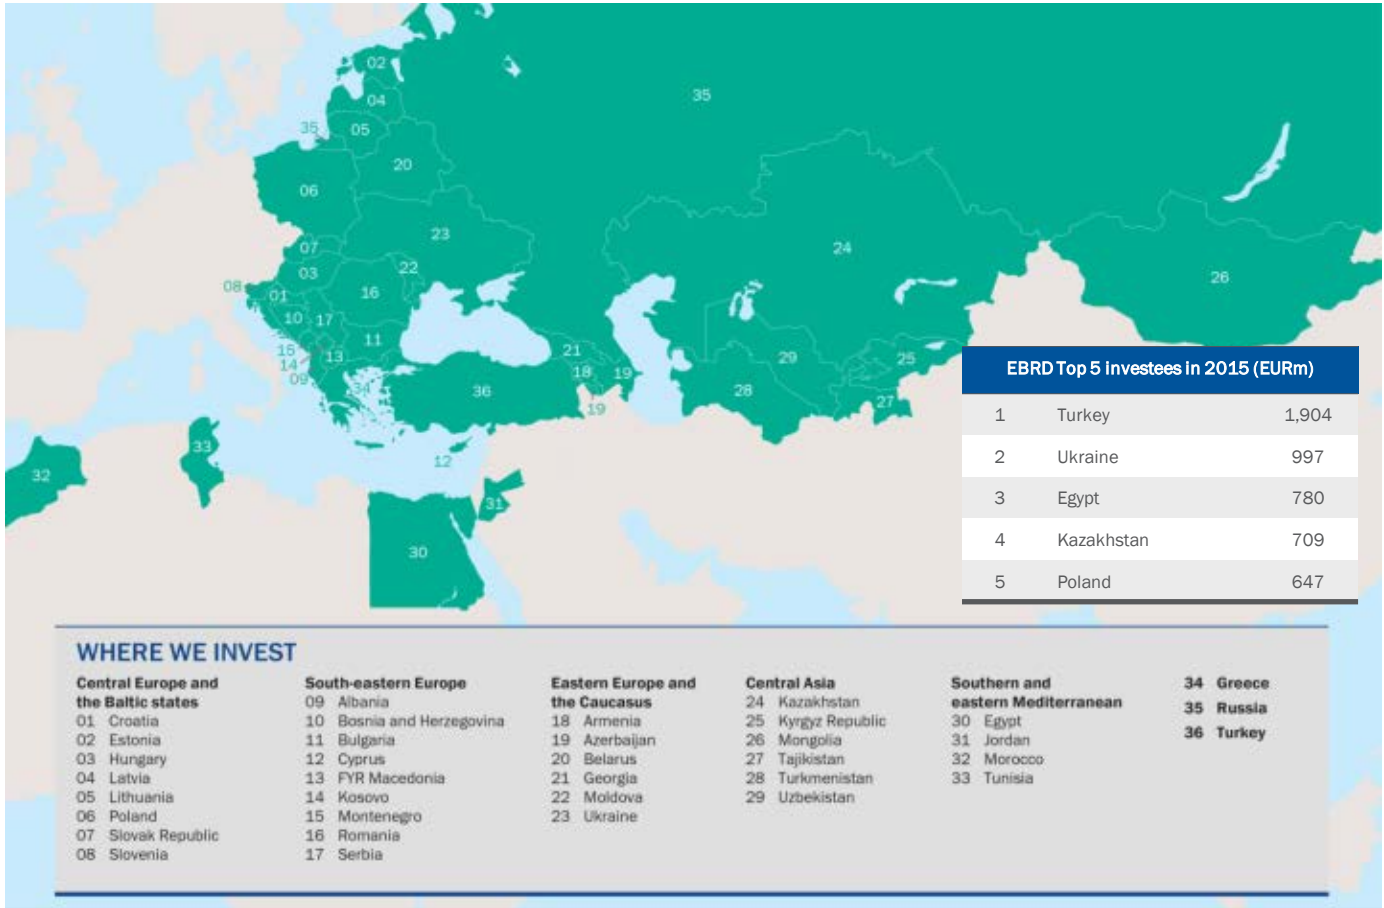 02
35
04
35
05
20
06
23
07
24
22
03
26
08
01
16
10
17
11
15
13
21
29
25
14
18
19
09
34
36
28
27
19
33
12
32
31
30
EBRD Top 5 investees in 2015 (EURm)
1 Turkey 1,904
2 Ukraine 997
3 Egypt 780
4 Kazakhstan 709
5 Poland 647
WHERE WE INVEST
Central Europe and
the Baltic states
01 Croatia
02 Estonia
03 Hungary
04 Latvia
05 Lithuania
06 Poland
07 Slovak Republic
08 Slovenia
South-eastern Europe
09 Albania
10 Bosnia and Herzegovina
11 Bulgaria
12 Cyprus
13 FYR Macedonia
14 Kosovo
15 Montenegro
16 Romania
17 Serbia
Eastern Europe and
the Caucasus
18 Armenia
19 Azerbaijan
20 Belarus
21 Georgia
22 Moldova
23 Ukraine
Central Asia
24 Kazakhstan
25 Kyrgyz Republic
26 Mongolia
27 Tajikistan
28 Turkmenistan
29 Uzbekistan
Southern and
eastern Mediterranean
30 Egypt
31 Jordan
32 Morocco
33 Tunisia
34 Greece
35 Russia
36 Turkey